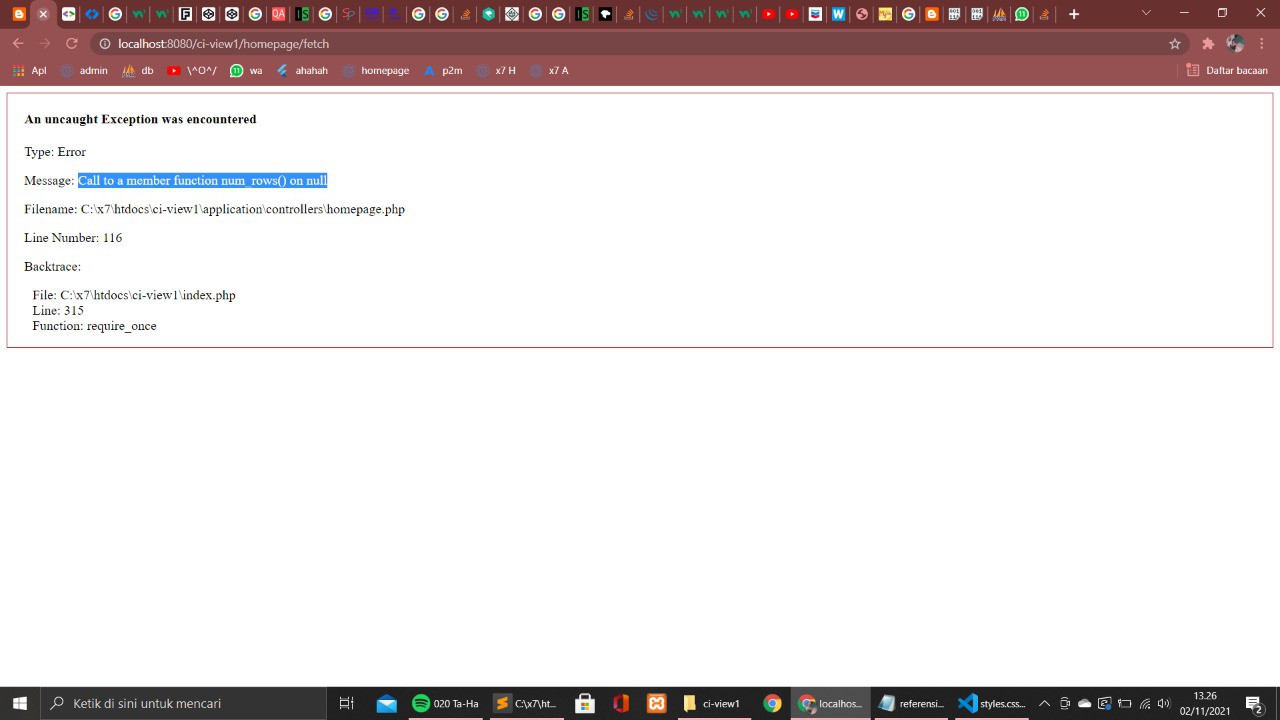 localhost:8080/ci-view1/homepage/fetch
Apl admin db \^O^/ wa ahahah homepage p2m x7 H x7 A Daftar bacaan
An uncaught Exception was encountered
Type: Error
Message: Call to a member function num_rows() on null
Filename: C:\x7\htdocs\ci-view1\application\controllers\homepage.php
Line Number: 116
Backtrace:
File: C:\x7\htdocs\ci-view1\index.php
Line: 315
Function: require_once
Ketik di sini untuk mencari
020 Ta-Ha C:\x7\ht... ci-view1 localhos... referensi... styles.css...
13.26
02/11/2021
2